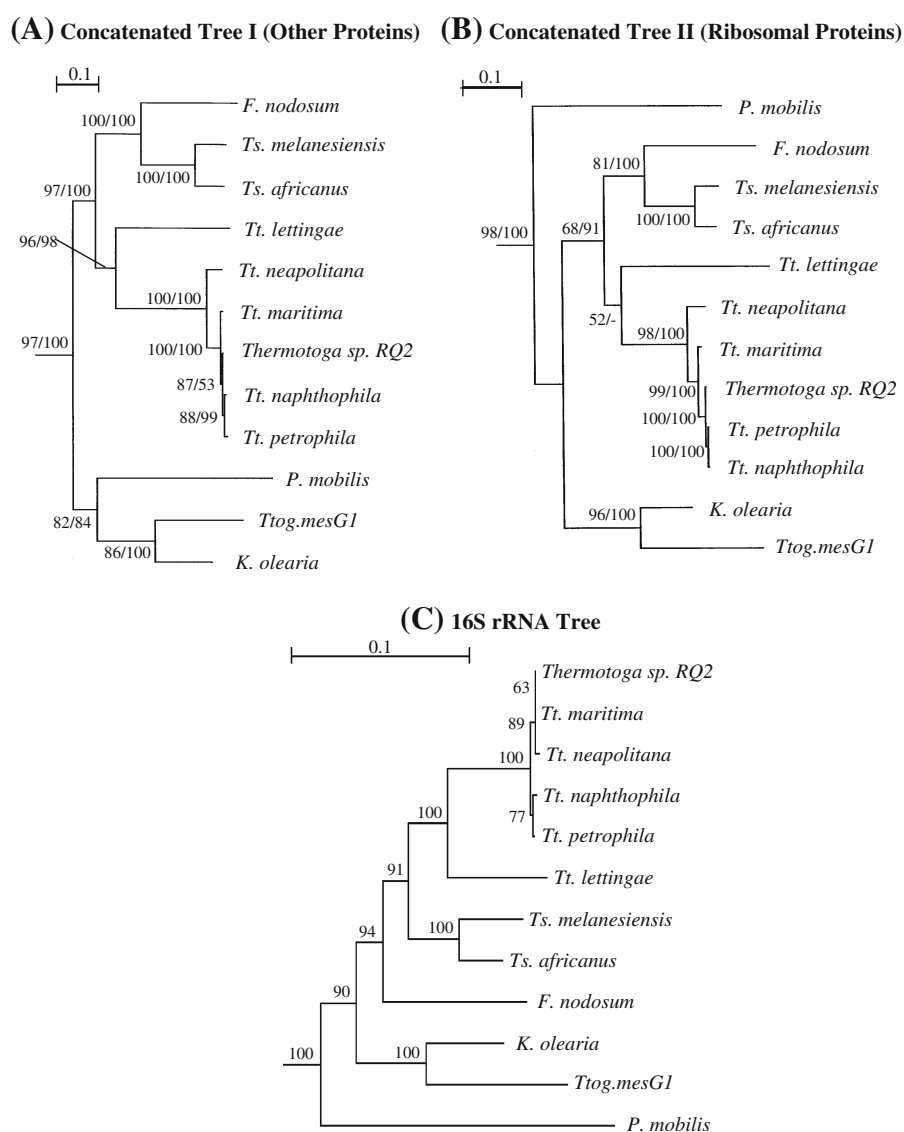 (A) Concatenated Tree I (Other Proteins)
0.1
100/100
F. nodosum
Ts. melanesiensis
100/100
Ts. africanus
97/100
96/98
Tt. lettingae
Tt. neapolitana
100/100
Tt. maritima
97/100
100/100
Thermotoga sp. RQ2
87/53
Tt. naphthophila
88/99
Tt. petrophila
P. mobilis
82/84
Ttog.mesG1
86/100
K. olearia
(B) Concatenated Tree II (Ribosomal Proteins)
0.1
P. mobilis
81/100
F. nodosum
Ts. melanesiensis
100/100
Ts. africanus
98/100
68/91
Tt. lettingae
52/-
Tt. neapolitana
98/100
Tt. maritima
99/100
Thermotoga sp. RQ2
100/100
Tt. petrophila
100/100
Tt. naphthophila
96/100
K. olearia
Ttog.mesG1
(C) 16S rRNA Tree
0.1
Thermotoga sp. RQ2
63
Tt. maritima
89
Tt. neapolitana
100
Tt. naphthophila
77
Tt. petrophila
100
Tt. lettingae
91
Ts. melanesiensis
100
Ts. africanus
94
F. nodosum
90
K. olearia
100
Ttog.mesG1
100
P. mobilis